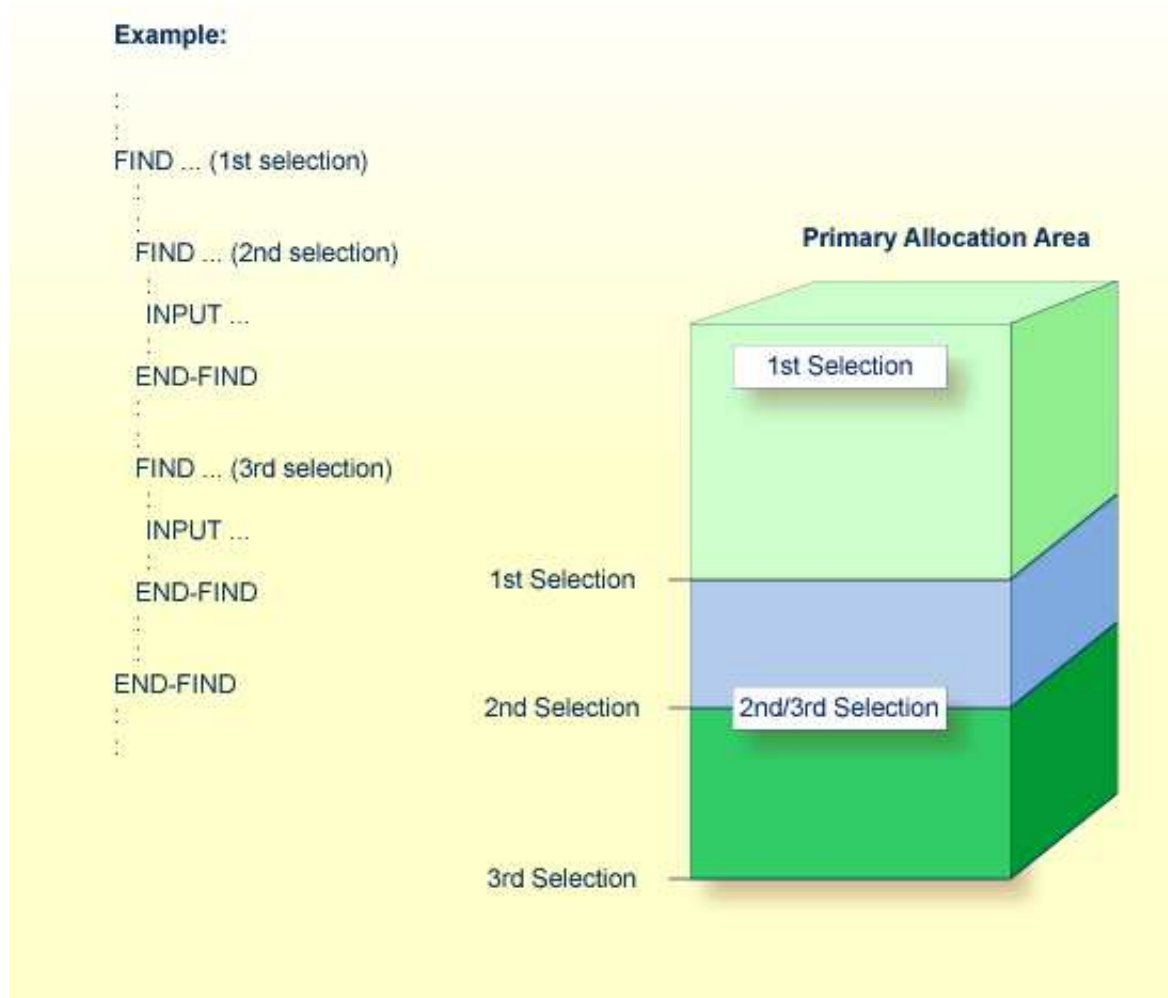 Example:
:
:
FIND ... (1st selection)
:
:
FIND ... (2nd selection)
:
INPUT ...
:
END-FIND
:
:
FIND ... (3rd selection)
:
INPUT ...
:
END-FIND
:
:
END-FIND
:
:
Primary Allocation Area
1st Selection
1st Selection
2nd Selection
2nd/3rd Selection
3rd Selection